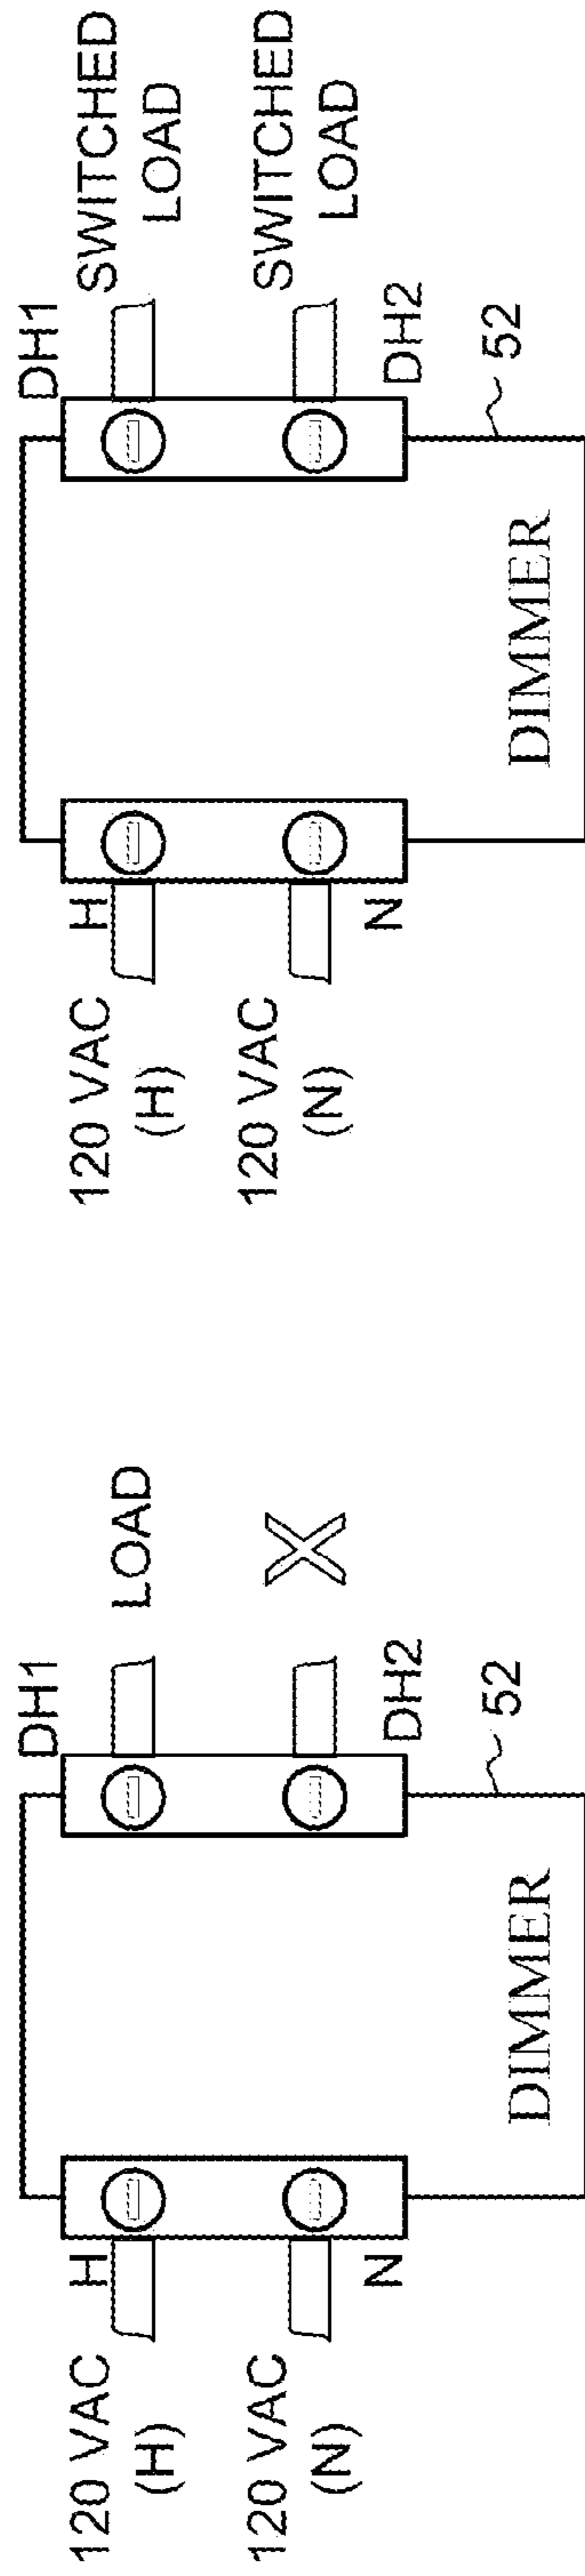 DH1
120 VAC
(H)
H
LOAD
120 VAC
(N)
N
X
DH2
52
DIMMER
DH1
120 VAC
(H)
H
SWITCHED
LOAD
120 VAC
(N)
N
SWITCHED
LOAD
DH2
52
DIMMER